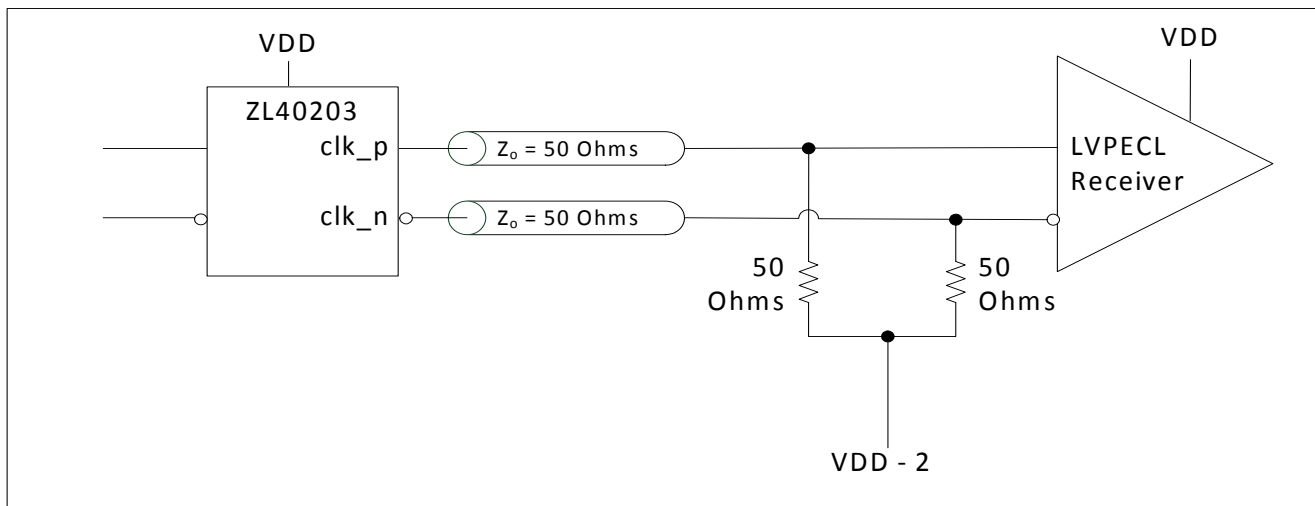 VDD
VDD
ZL40203
clk_p
Zₒ = 50 Ohms
LVPECL
Receiver
clk_n
Zₒ = 50 Ohms
50
Ohms
50
Ohms
VDD - 2